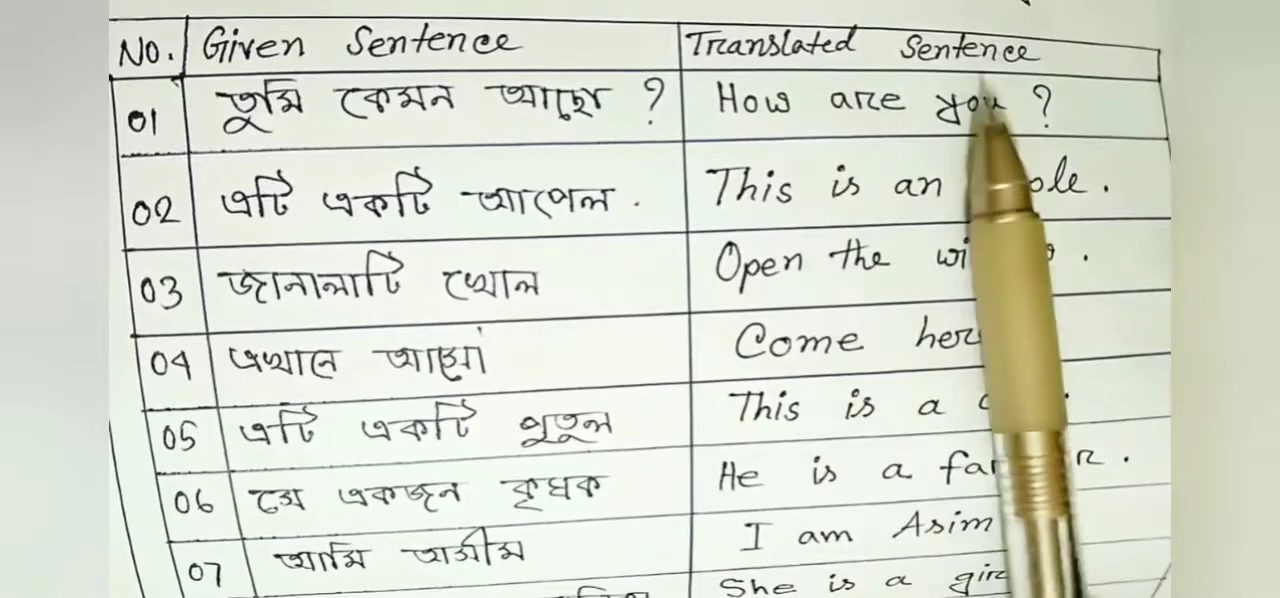 No. Given Sentence Translated Sentence
01 তুমি কেমন আছো ? How are you ?
02 এটি একটি আপেল . This is an
03 জানালাটি খোল Open the
04 এখানে আসো Come
05 এটি একটি পুতুল This is a
06 সে একজন কৃষক He is a
07 আমি অসীম I am Asim
She is a